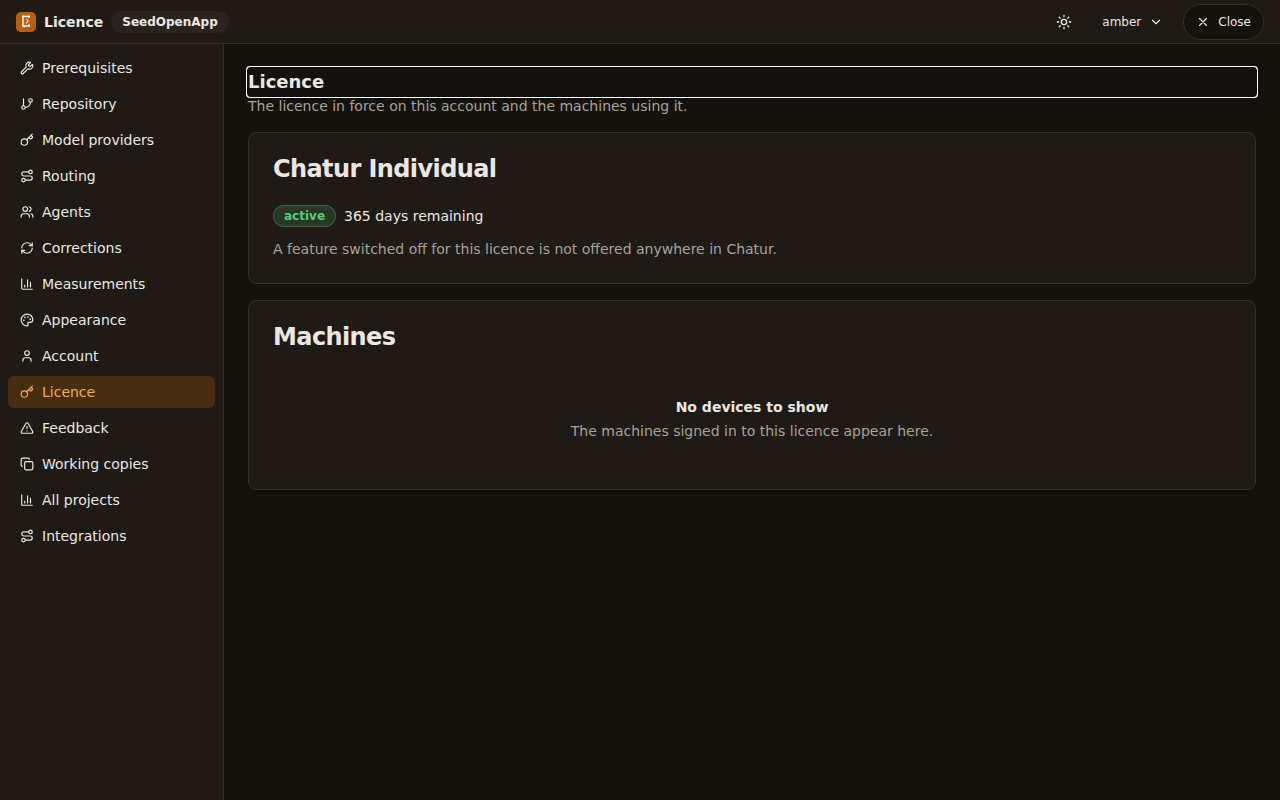 Licence SeedOpenApp amber Close
Prerequisites
Repository
Model providers
Routing
Agents
Corrections
Measurements
Appearance
Account
Licence
Feedback
Working copies
All projects
Integrations
Licence
The licence in force on this account and the machines using it.
Chatur Individual
active 365 days remaining
A feature switched off for this licence is not offered anywhere in Chatur.
Machines
No devices to show
The machines signed in to this licence appear here.